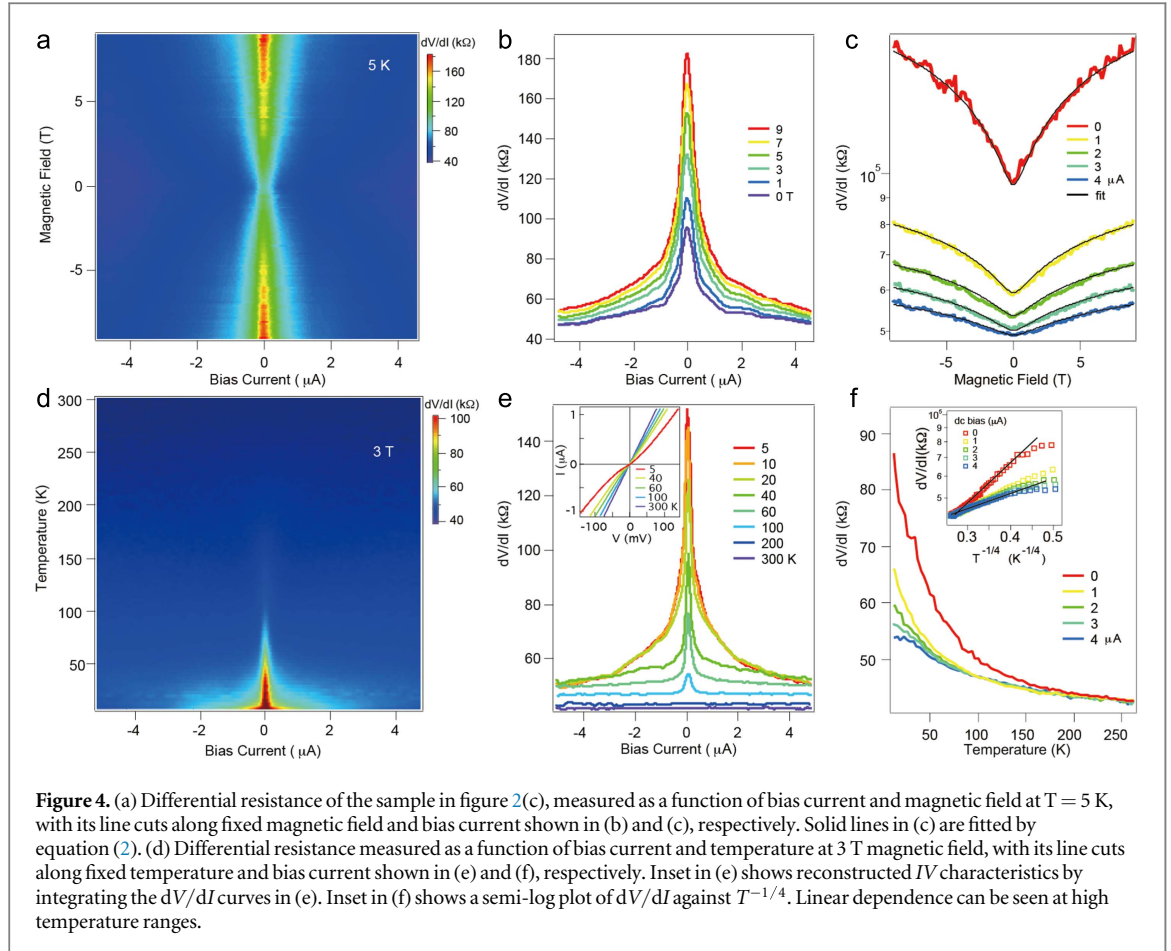 a
dV/dI (kΩ)
5 K
160
120
80
40
5
0
-5
Magnetic Field (T)
-4
-2
0
2
4
Bias Current ( μA)
b
180
160
140
120
100
80
60
40
dV/dI (kΩ)
9
7
5
3
1
0 T
-4
-2
0
2
4
Bias Current ( μA)
c
10⁵
9
8
7
6
5
dV/dI (kΩ)
0
1
2
3
4 μA
fit
-5
0
5
Magnetic Field (T)
d
dV/dI (kΩ)
3 T
100
80
60
40
300
250
200
150
100
50
Temperature (K)
-4
-2
0
2
4
Bias Current ( μA)
e
140
120
100
80
60
dV/dI (kΩ)
1
0
-1
I (μA)
5
40
60
100
300 K
-100
0
100
V (mV)
5
10
20
40
60
100
200
300 K
-4
-2
0
2
4
Bias Current ( μA)
f
90
80
70
60
50
dV/dI (kΩ)
dc bias (μA)
0
1
2
3
4
10⁶
9
8
7
6
5
dV/dI(kΩ)
0.3
0.4
0.5
T⁻¹/⁴ (K⁻¹/⁴)
0
1
2
3
4 μA
50
100
150
200
250
Temperature (K)
Figure 4. (a) Differential resistance of the sample in figure 2(c), measured as a function of bias current and magnetic field at T = 5 K,
with its line cuts along fixed magnetic field and bias current shown in (b) and (c), respectively. Solid lines in (c) are fitted by
equation (2). (d) Differential resistance measured as a function of bias current and temperature at 3 T magnetic field, with its line cuts
along fixed temperature and bias current shown in (e) and (f), respectively. Inset in (e) shows reconstructed IV characteristics by
integrating the dV/dI curves in (e). Inset in (f) shows a semi-log plot of dV/dI against T⁻¹/⁴. Linear dependence can be seen at high
temperature ranges.